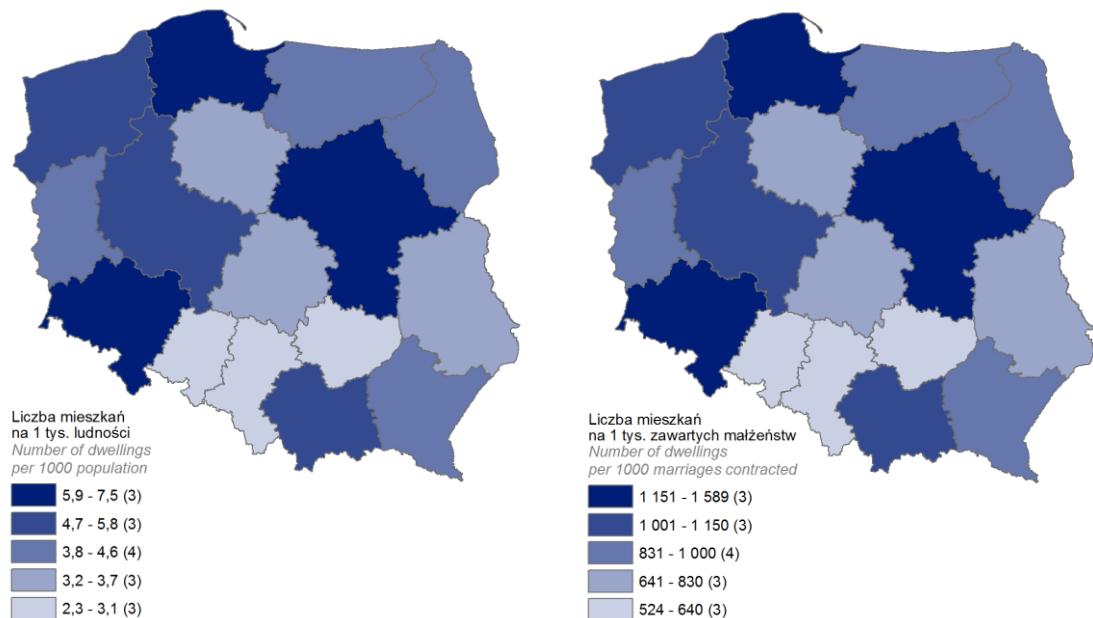 Liczba mieszkań
na 1 tys. ludności
Number of dwellings
per 1000 population
5,9 - 7,5 (3)
4,7 - 5,8 (3)
3,8 - 4,6 (4)
3,2 - 3,7 (3)
2,3 - 3,1 (3)
Liczba mieszkań
na 1 tys. zawartych małżeństw
Number of dwellings
per 1000 marriages contracted
1 151 - 1 589 (3)
1 001 - 1 150 (3)
831 - 1 000 (4)
641 - 830 (3)
524 - 640 (3)